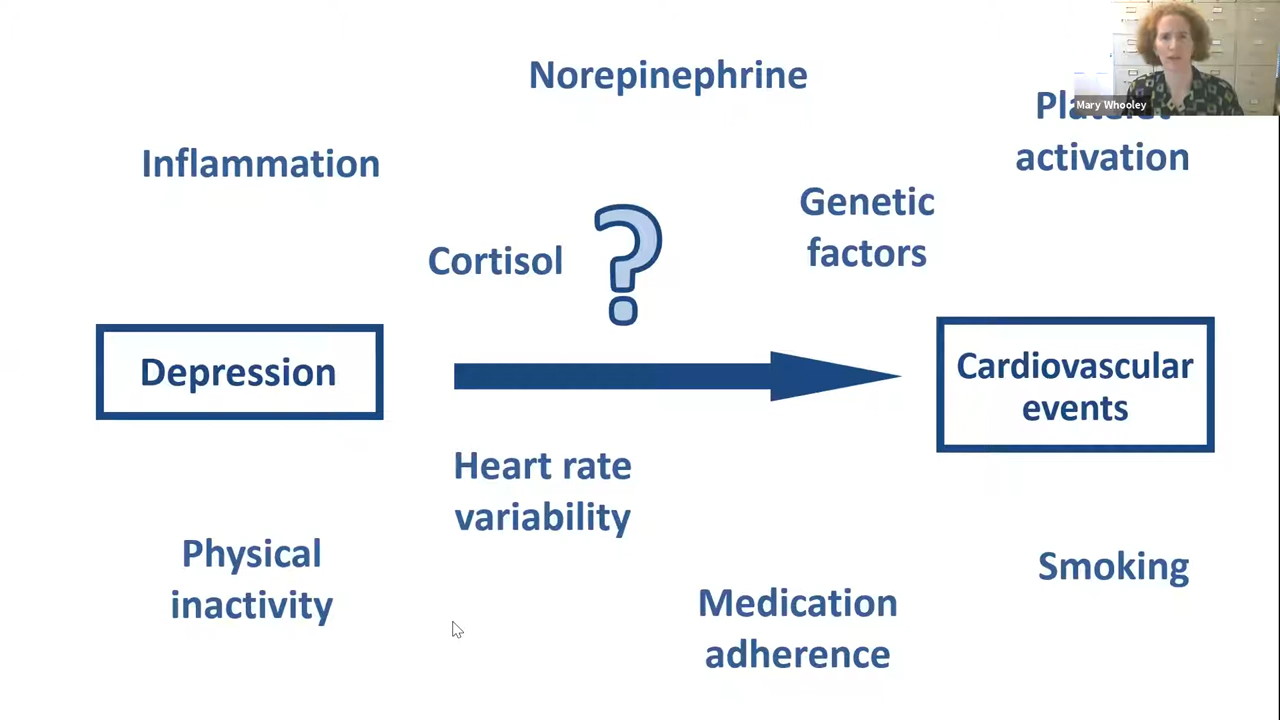 Norepinephrine
Mary Whooley
Platelet
activation
Inflammation
Genetic
factors
Cortisol
?
Depression
Cardiovascular
events
Heart rate
variability
Physical
inactivity
Smoking
Medication
adherence